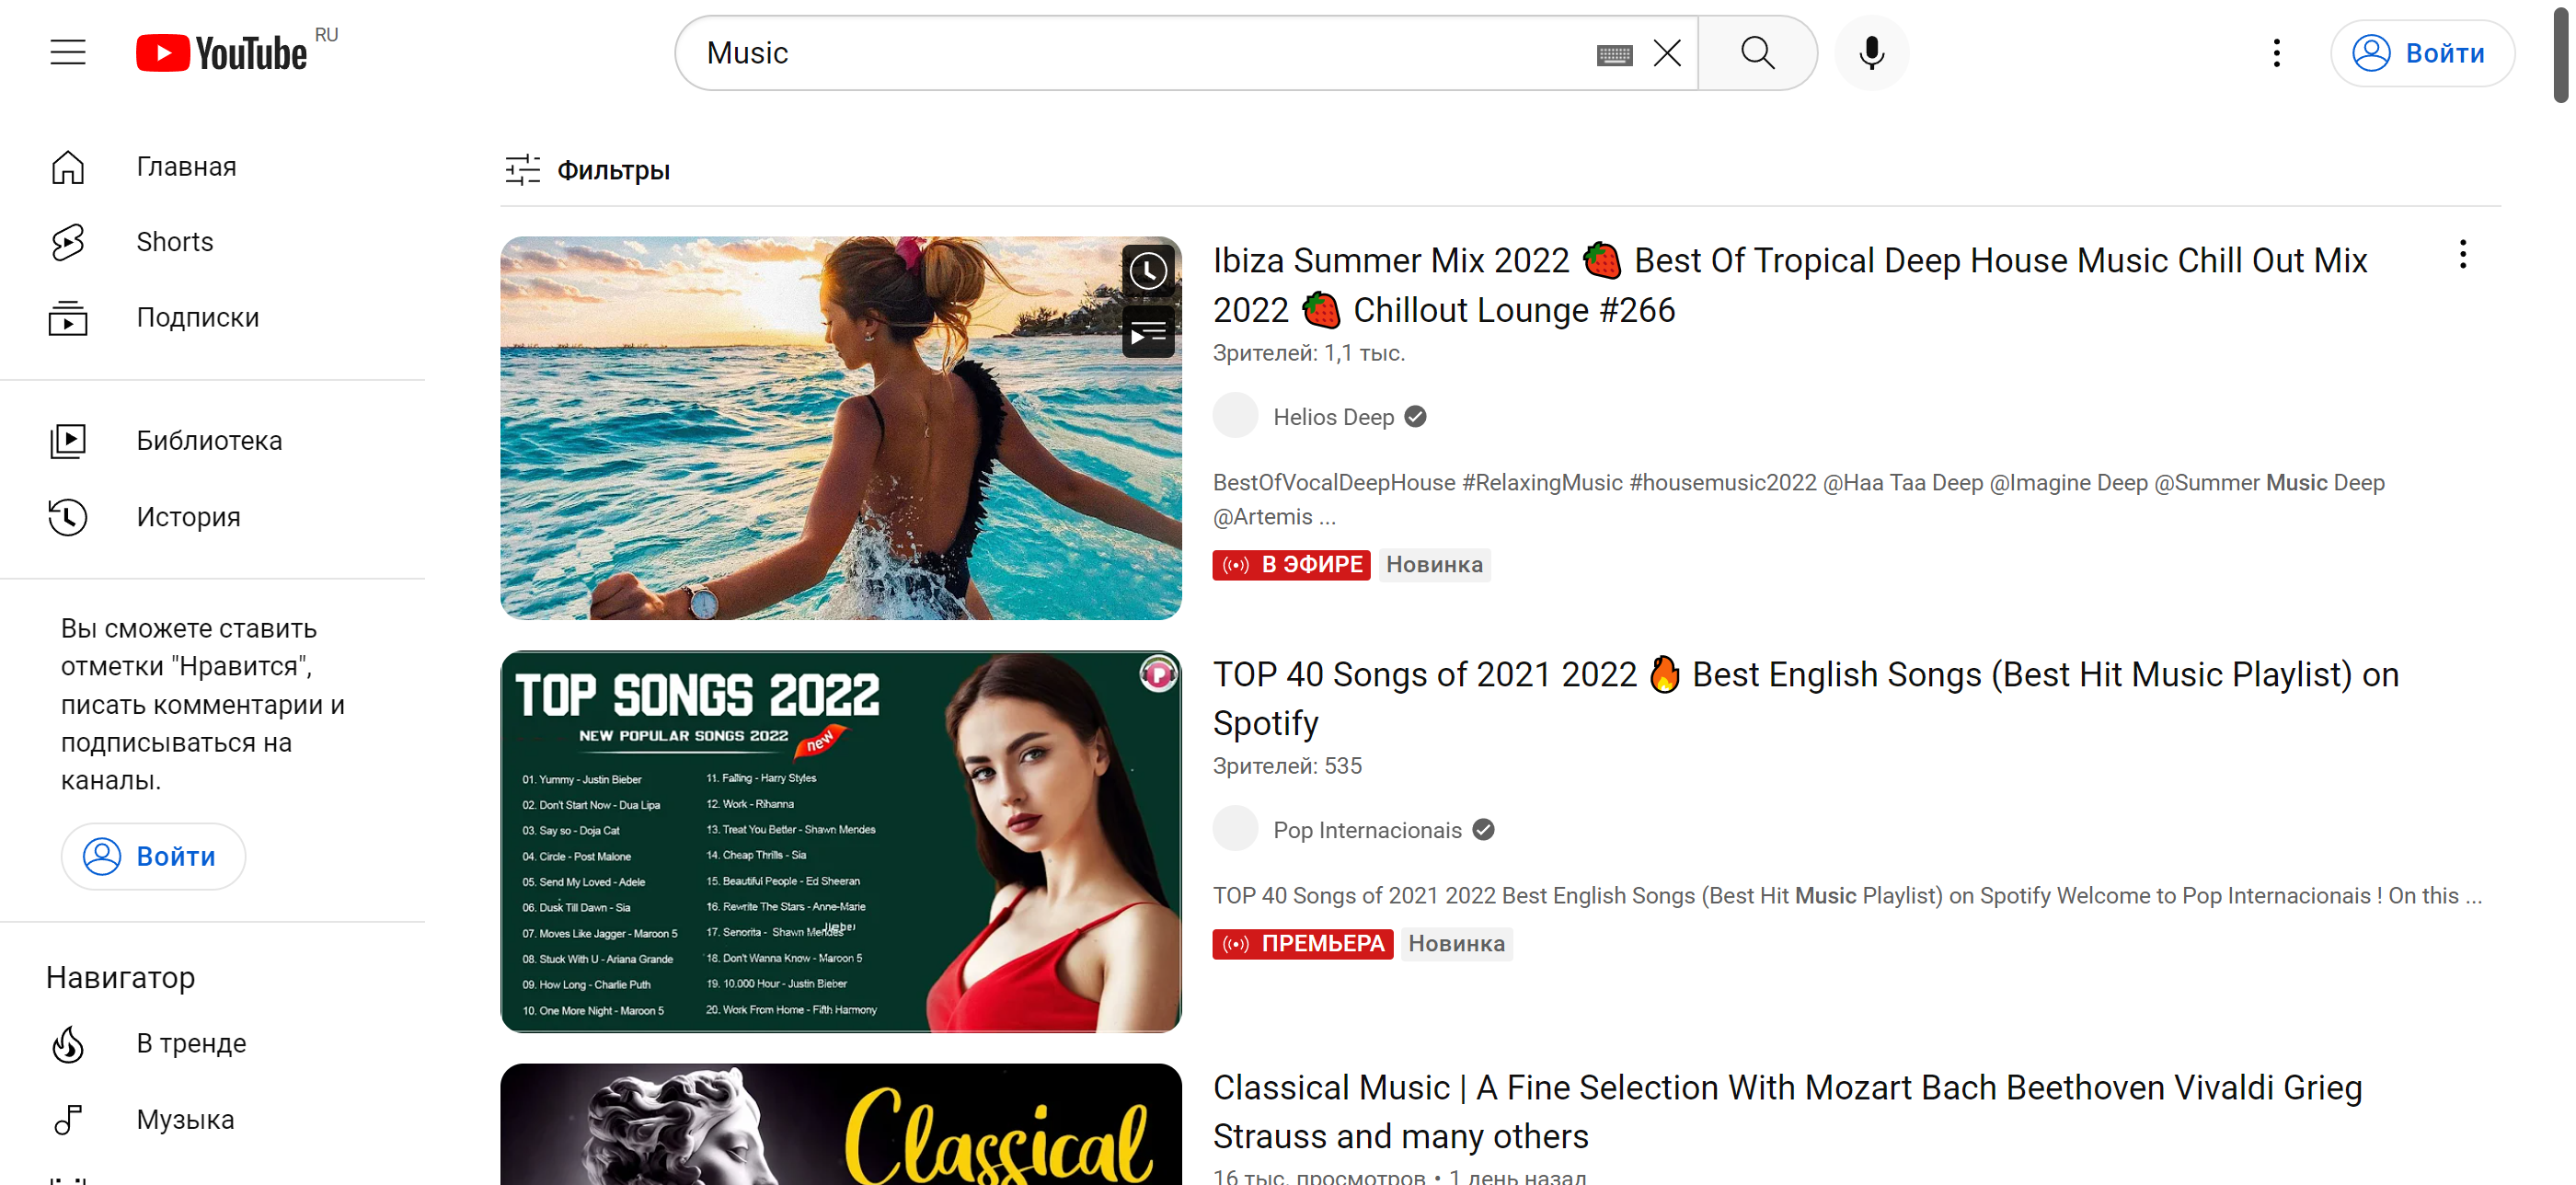 YouTube RU
Music
Войти
Главная
Shorts
Подписки
Библиотека
История
Вы сможете ставить
отметки "Нравится",
писать комментарии и
подписываться на
каналы.
Войти
Навигатор
В тренде
Музыка
Фильтры
Ibiza Summer Mix 2022 🍓 Best Of Tropical Deep House Music Chill Out Mix
2022 🍓 Chillout Lounge #266
Зрителей: 1,1 тыс.
Helios Deep
BestOfVocalDeepHouse #RelaxingMusic #housemusic2022 @Haa Taa Deep @Imagine Deep @Summer Music Deep
@Artemis ...
В ЭФИРЕ Новинка
TOP SONGS 2022
NEW POPULAR SONGS 2022
new
P
01. Yummy - Justin Bieber
02. Don't Start Now - Dua Lipa
03. Say so - Doja Cat
04. Circle - Post Malone
05. Send My Loved - Adele
06. Dusk Till Dawn - Sia
07. Moves Like Jagger - Maroon 5
08. Stuck With U - Ariana Grande
09. How Long - Charlie Puth
10. One More Night - Maroon 5
11. Falling - Harry Styles
12. Work - Rihanna
13. Treat You Better - Shawn Mendes
14. Cheap Thrills - Sia
15. Beautiful People - Ed Sheeran
16. Rewrite The Stars - Anne-Marie
17. Senorita - Shawn Mendes
18. Don't Wanna Know - Maroon 5
19. 10.000 Hour - Justin Bieber
20. Work From Home - Fifth Harmony
TOP 40 Songs of 2021 2022 🔥 Best English Songs (Best Hit Music Playlist) on
Spotify
Зрителей: 535
Pop Internacionais
TOP 40 Songs of 2021 2022 Best English Songs (Best Hit Music Playlist) on Spotify Welcome to Pop Internacionais ! On this ...
ПРЕМЬЕРА Новинка
Classical
Classical Music | A Fine Selection With Mozart Bach Beethoven Vivaldi Grieg
Strauss and many others
16 тыс. просмотров • 1 день назад